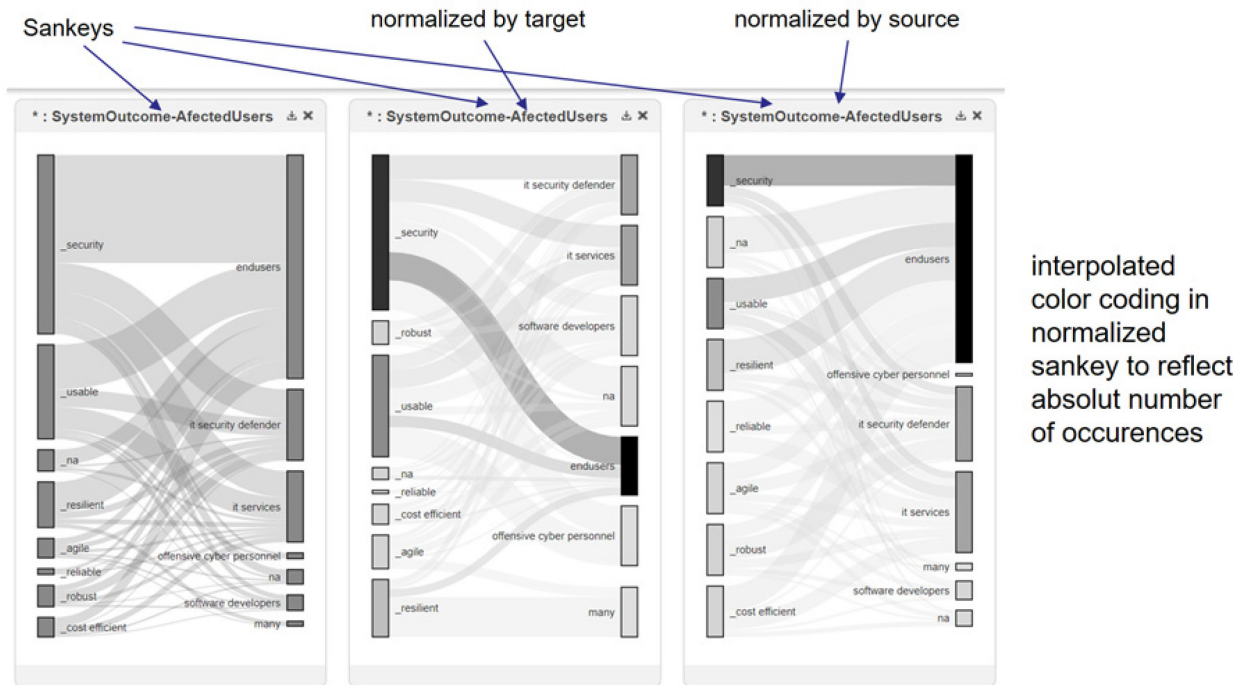 Sankeys
normalized by target
normalized by source
* : SystemOutcome-AfectedUsers
_security
endusers
_usable
it security defender
_na
_resilient
it services
_agile
offensive cyber personnel
_reliable
na
_robust
software developers
_cost efficient
many
* : SystemOutcome-AfectedUsers
it security defender
_security
it services
_robust
software developers
_usable
na
endusers
_na
_reliable
_cost efficient
offensive cyber personnel
_agile
_resilient
many
* : SystemOutcome-AfectedUsers
_security
_na
endusers
_usable
_resilient
offensive cyber personnel
_reliable
it security defender
_agile
it services
_robust
many
software developers
_cost efficient
na
interpolated
color coding in
normalized
sankey to reflect
absolut number
of occurences